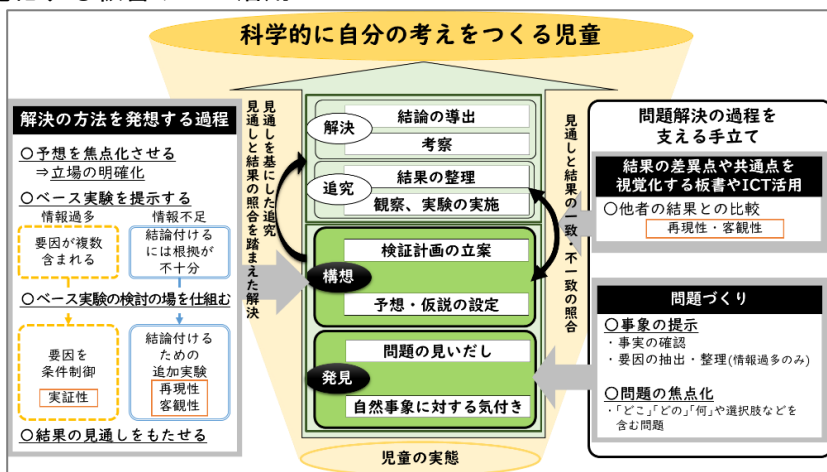 科学的に自分の考えをつくる児童
解決の方法を発想する過程
○予想を焦点化させる
⇒立場の明確化
○ベース実験を提示する
情報過多
情報不足
要因が複数
含まれる
結論付ける
には根拠が
不十分
○ベース実験の検討の場を仕組む
要因を
条件制御
実証性
結論付ける
ための
追加実験
再現性
客観性
○結果の見通しをもたせる
見通しを基にした追究
見通しと結果の照合を踏まえた解決
解決
結論の導出
考察
追究
結果の整理
観察、実験の実施
構想
検証計画の立案
予想・仮説の設定
発見
問題の見いだし
自然事象に対する気付き
児童の実態
見通しと結果の一致・不一致の照合
問題解決の過程を
支える手立て
結果の差異点や共通点を
視覚化する板書やICT活用
○他者の結果との比較
再現性・客観性
問題づくり
○事象の提示
・事実の確認
・要因の抽出・整理(情報過多のみ)
○問題の焦点化
・「どこ」「どの」「何」や選択肢などを
含む問題